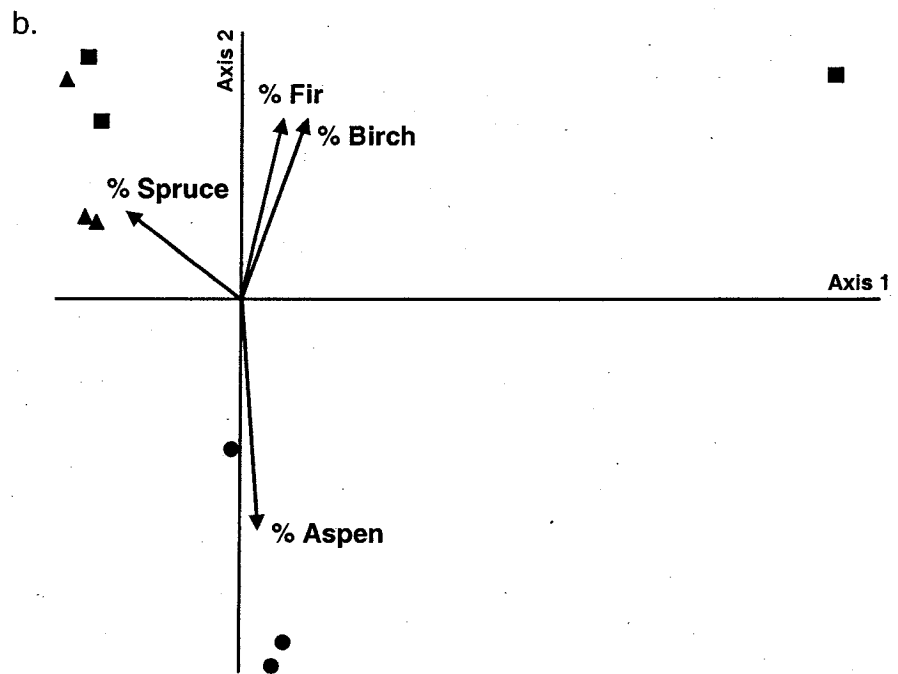 b.
Axis 2
% Fir
% Birch
% Spruce
Axis 1
% Aspen